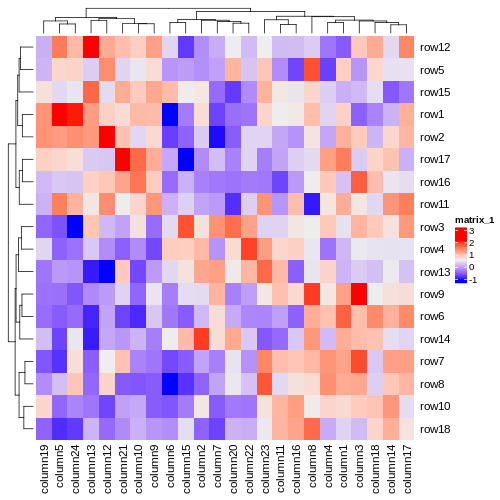 row12
row5
row15
row1
row2
row17
row16
row11
row3
row4
row13
row9
row6
row14
row7
row8
row10
row18
matrix_1
3
2
1
0
-1
column19
column5
column24
column13
column12
column21
column10
column9
column6
column15
column2
column7
column20
column22
column23
column11
column16
column8
column4
column1
column3
column18
column14
column17